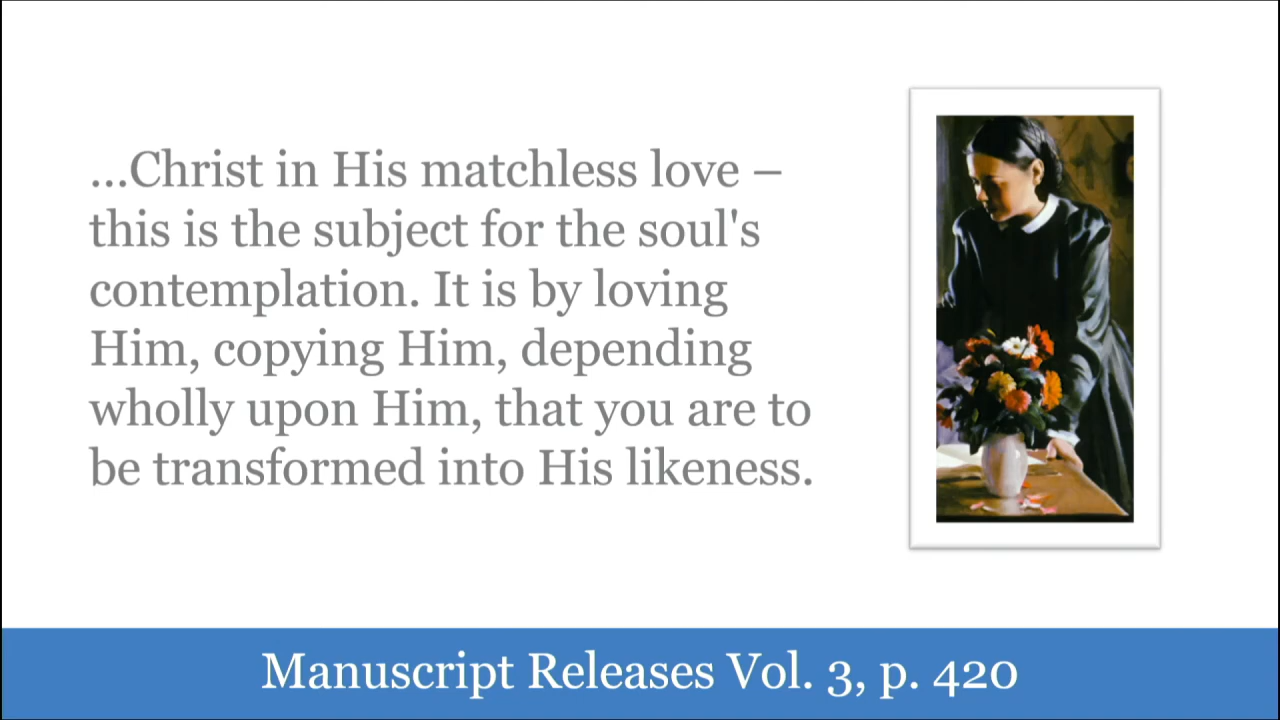 ...Christ in His matchless love –
this is the subject for the soul's
contemplation. It is by loving
Him, copying Him, depending
wholly upon Him, that you are to
be transformed into His likeness.
Manuscript Releases Vol. 3, p. 420